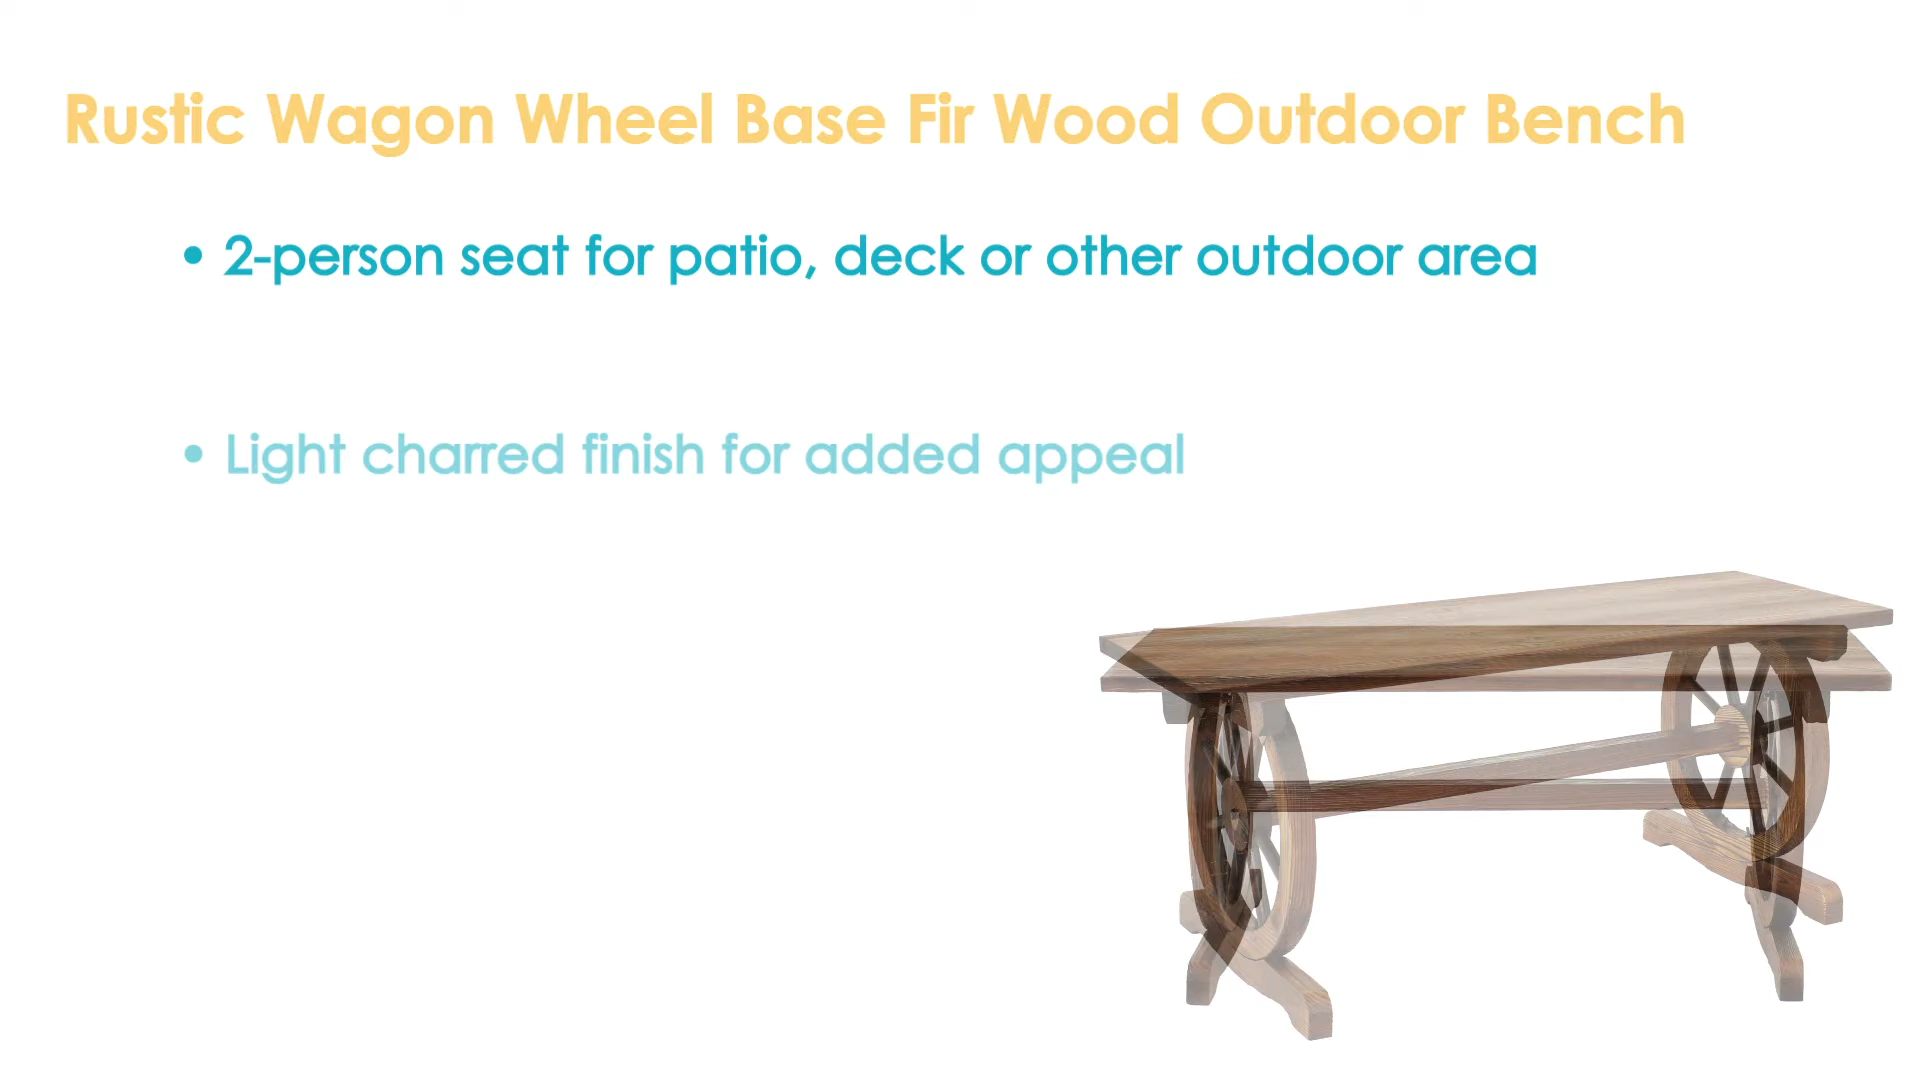 Rustic Wagon Wheel Base Fir Wood Outdoor Bench
• 2-person seat for patio, deck or other outdoor area
• Light charred finish for added appeal